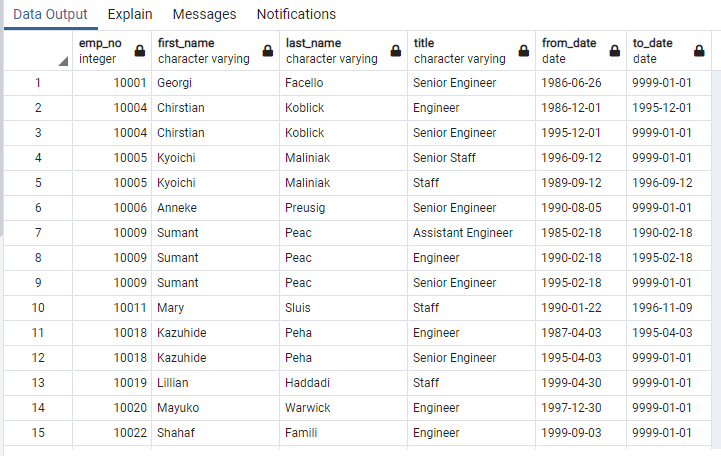 Data Output Explain Messages Notifications
emp_no first_name last_name title from_date to_date
integer character varying character varying character varying date date
1 10001 Georgi Facello Senior Engineer 1986-06-26 9999-01-01
2 10004 Chirstian Koblick Engineer 1986-12-01 1995-12-01
3 10004 Chirstian Koblick Senior Engineer 1995-12-01 9999-01-01
4 10005 Kyoichi Maliniak Senior Staff 1996-09-12 9999-01-01
5 10005 Kyoichi Maliniak Staff 1989-09-12 1996-09-12
6 10006 Anneke Preusig Senior Engineer 1990-08-05 9999-01-01
7 10009 Sumant Peac Assistant Engineer 1985-02-18 1990-02-18
8 10009 Sumant Peac Engineer 1990-02-18 1995-02-18
9 10009 Sumant Peac Senior Engineer 1995-02-18 9999-01-01
10 10011 Mary Sluis Staff 1990-01-22 1996-11-09
11 10018 Kazuhide Peha Engineer 1987-04-03 1995-04-03
12 10018 Kazuhide Peha Senior Engineer 1995-04-03 9999-01-01
13 10019 Lillian Haddadi Staff 1999-04-30 9999-01-01
14 10020 Mayuko Warwick Engineer 1997-12-30 9999-01-01
15 10022 Shahaf Famili Engineer 1999-09-03 9999-01-01